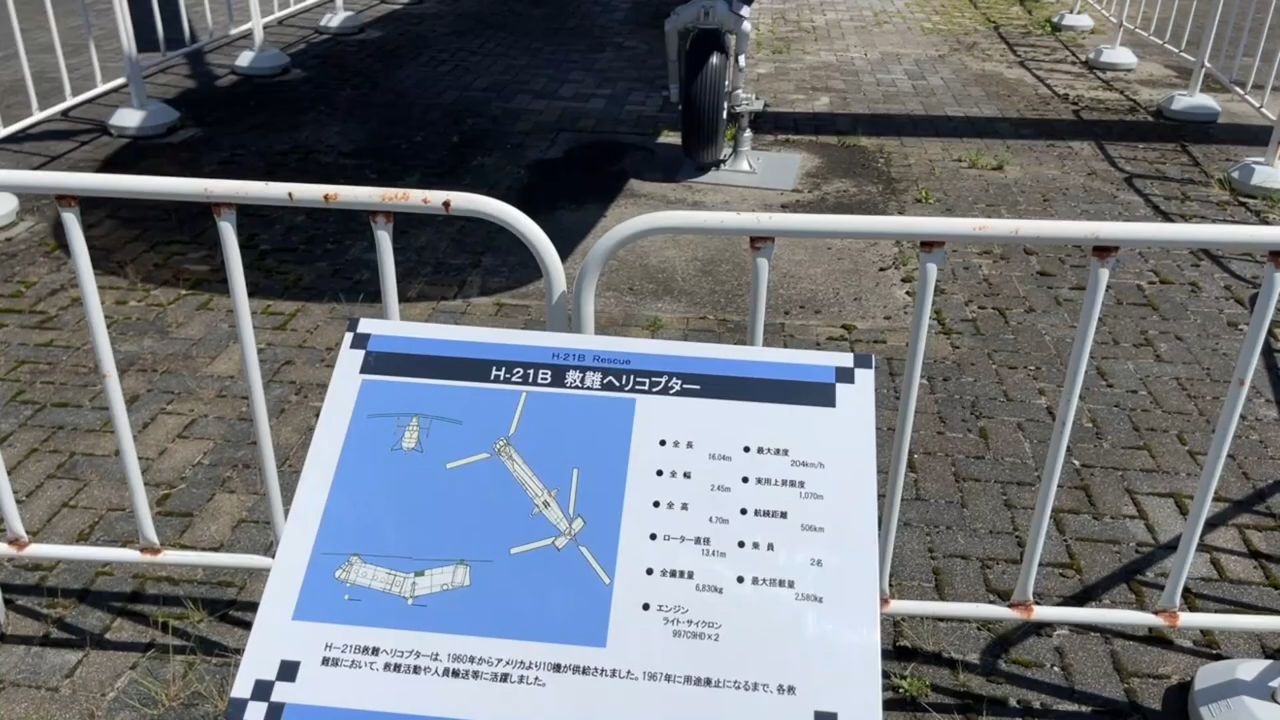 H-21B Rescue
H-21B 救難ヘリコプター
● 全 長
16.04m
● 全 幅
2.45m
● 全 高
4.70m
● ローター直径
13.41m
● 全備重量
6,830kg
● エンジン
ライト・サイクロン
997C9HD×2
● 最大速度
204km/h
● 実用上昇限度
1,070m
● 航続距離
506km
● 乗 員
2名
● 最大搭載量
2,580kg
H－21B救難ヘリコプターは、1960年からアメリカより10機が供給されました。1967年に用途廃止になるまで、各救
難隊において、救難活動や人員輸送等に活躍しました。